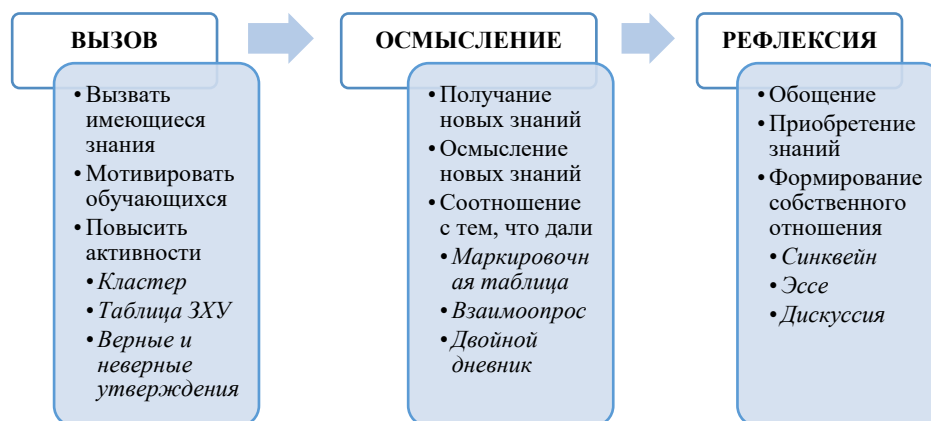 ВЫЗОВ
• Вызвать
имеющиеся
знания
• Мотивировать
обучающихся
• Повысить
активности
• Кластер
• Таблица ЗХУ
• Верные и
неверные
утверждения
ОСМЫСЛЕНИЕ
• Получание
новых знаний
• Осмысление
новых знаний
• Соотношение
с тем, что дали
• Маркировочн
ая таблица
• Взаимоопрос
• Двойной
дневник
РЕФЛЕКСИЯ
• Обощение
• Приобретение
знаний
• Формирование
собственного
отношения
• Синквейн
• Эссе
• Дискуссия